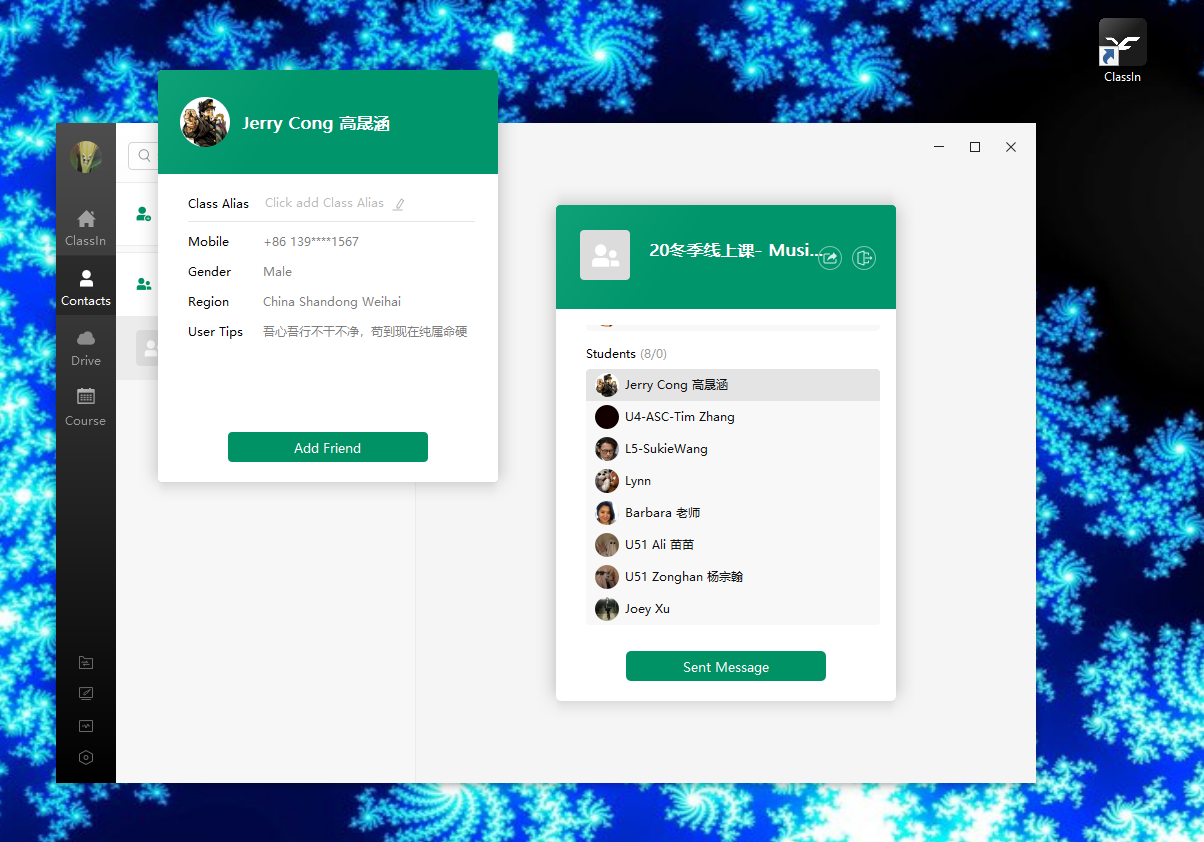 ClassIn
Jerry Cong 高晟涵
Class Alias Click add Class Alias
Mobile +86 139****1567
Gender Male
Region China Shandong Weihai
User Tips 吾心吾行不干不净，苟到现在纯属命硬
Add Friend
ClassIn
Contacts
Drive
Course
20冬季线上课- Musi...
Students (8/0)
Jerry Cong 高晟涵
U4-ASC-Tim Zhang
L5-SukieWang
Lynn
Barbara 老师
U51 Ali 苗苗
U51 Zonghan 杨宗翰
Joey Xu
Sent Message